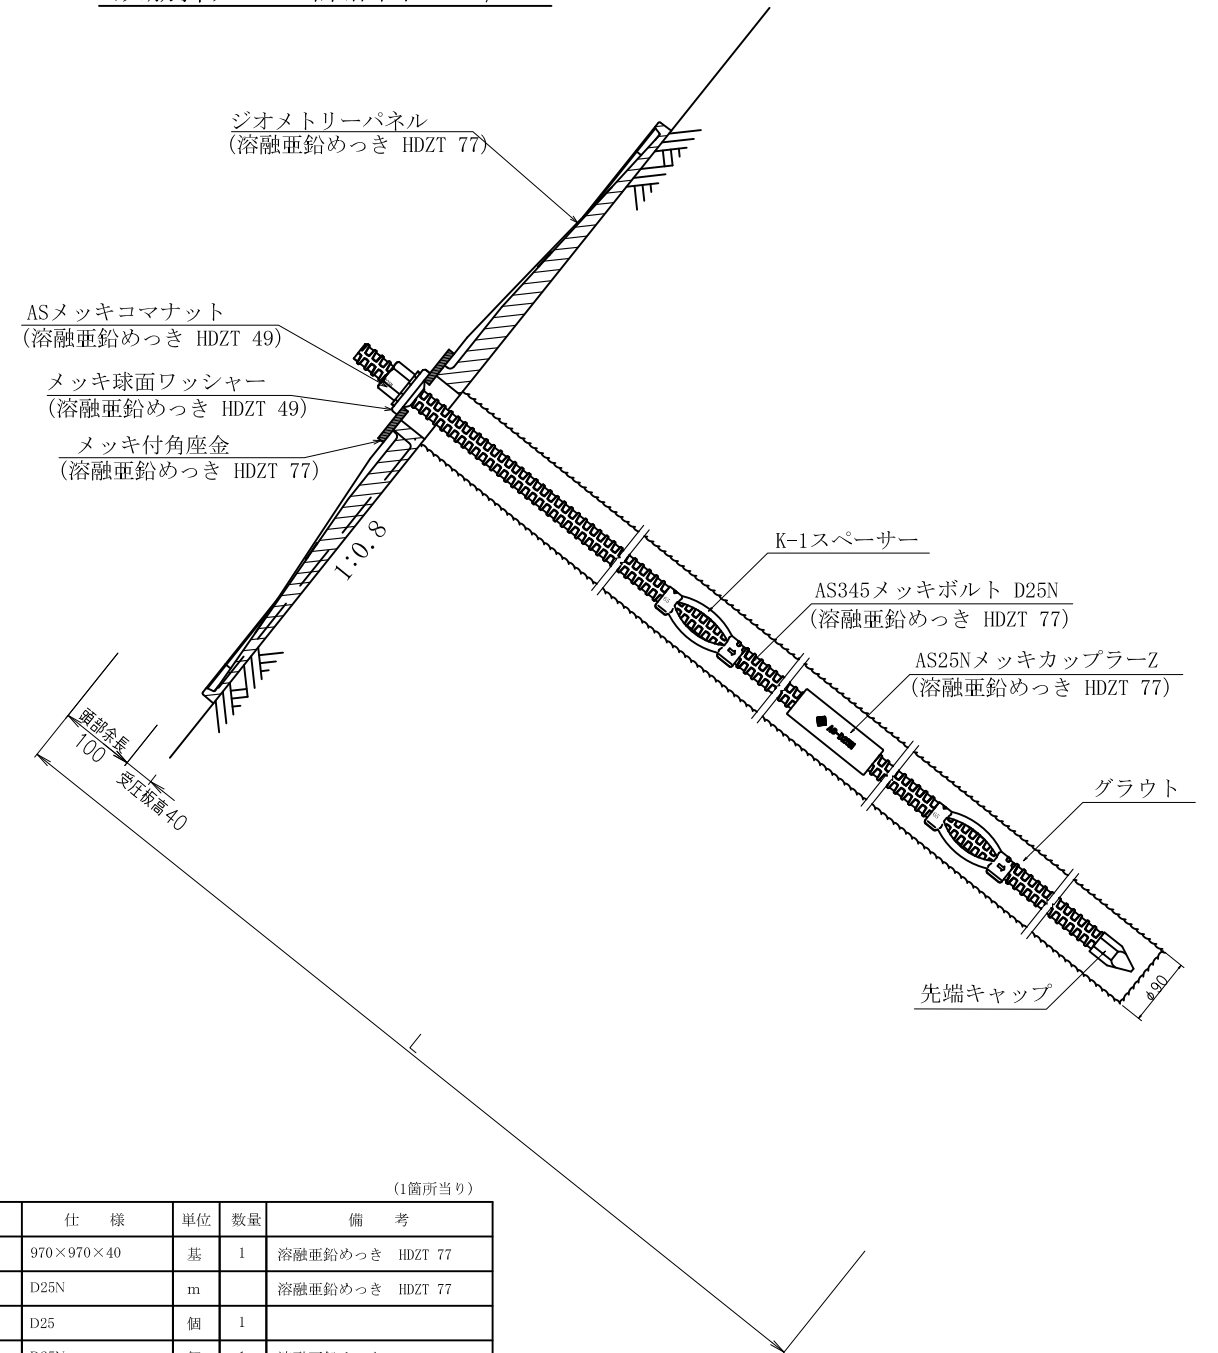 ジオメトリーパネル
(溶融亜鉛めっき HDZT 77)
ASメッキコマナット
(溶融亜鉛めっき HDZT 49)
メッキ球面ワッシャー
(溶融亜鉛めっき HDZT 49)
メッキ付角座金
(溶融亜鉛めっき HDZT 77)
1:0.8
K-1スペーサー
AS345メッキボルト D25N
(溶融亜鉛めっき HDZT 77)
AS25NメッキカップラーZ
(溶融亜鉛めっき HDZT 77)
頭部余長
100
受圧板高40
グラウト
先端キャップ
φ90
L
(1箇所当り)
仕 様 単位 数量 備 考
970×970×40 基 1 溶融亜鉛めっき HDZT 77
D25N m 溶融亜鉛めっき HDZT 77
D25 個 1